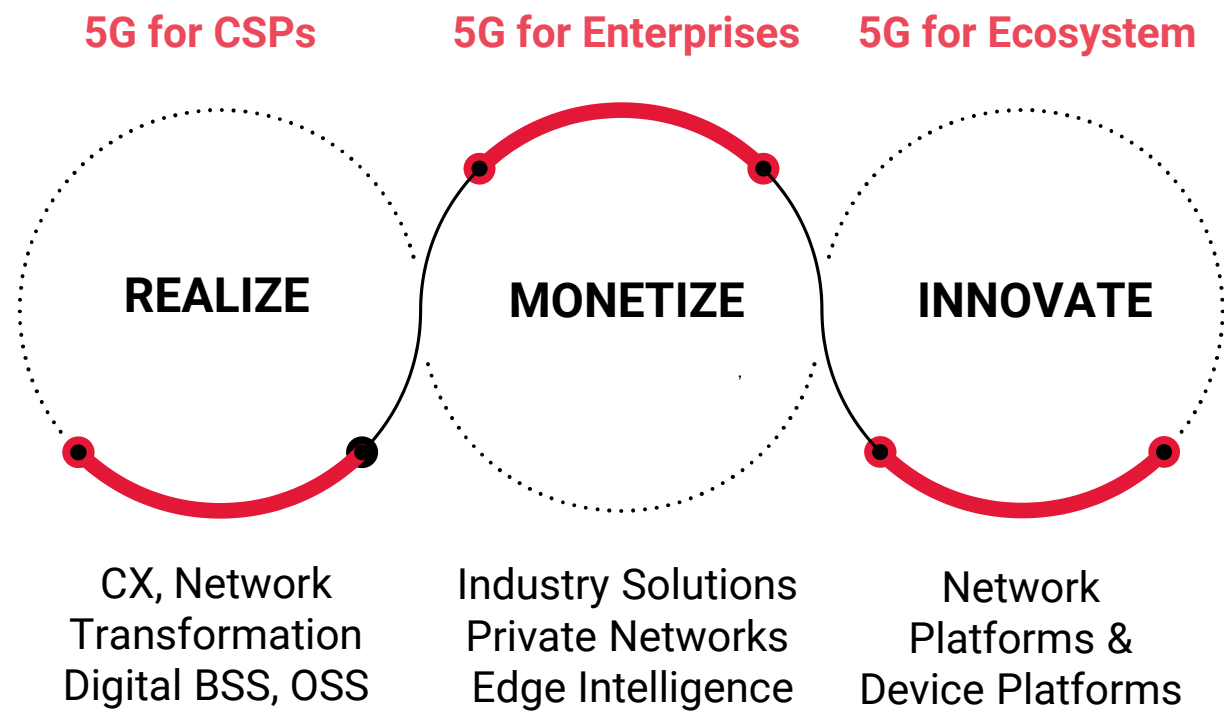 5G for CSPs
5G for Enterprises
5G for Ecosystem
REALIZE
MONETIZE
INNOVATE
,
CX, Network
Transformation
Digital BSS, OSS
Industry Solutions
Private Networks
Edge Intelligence
Network
Platforms &
Device Platforms